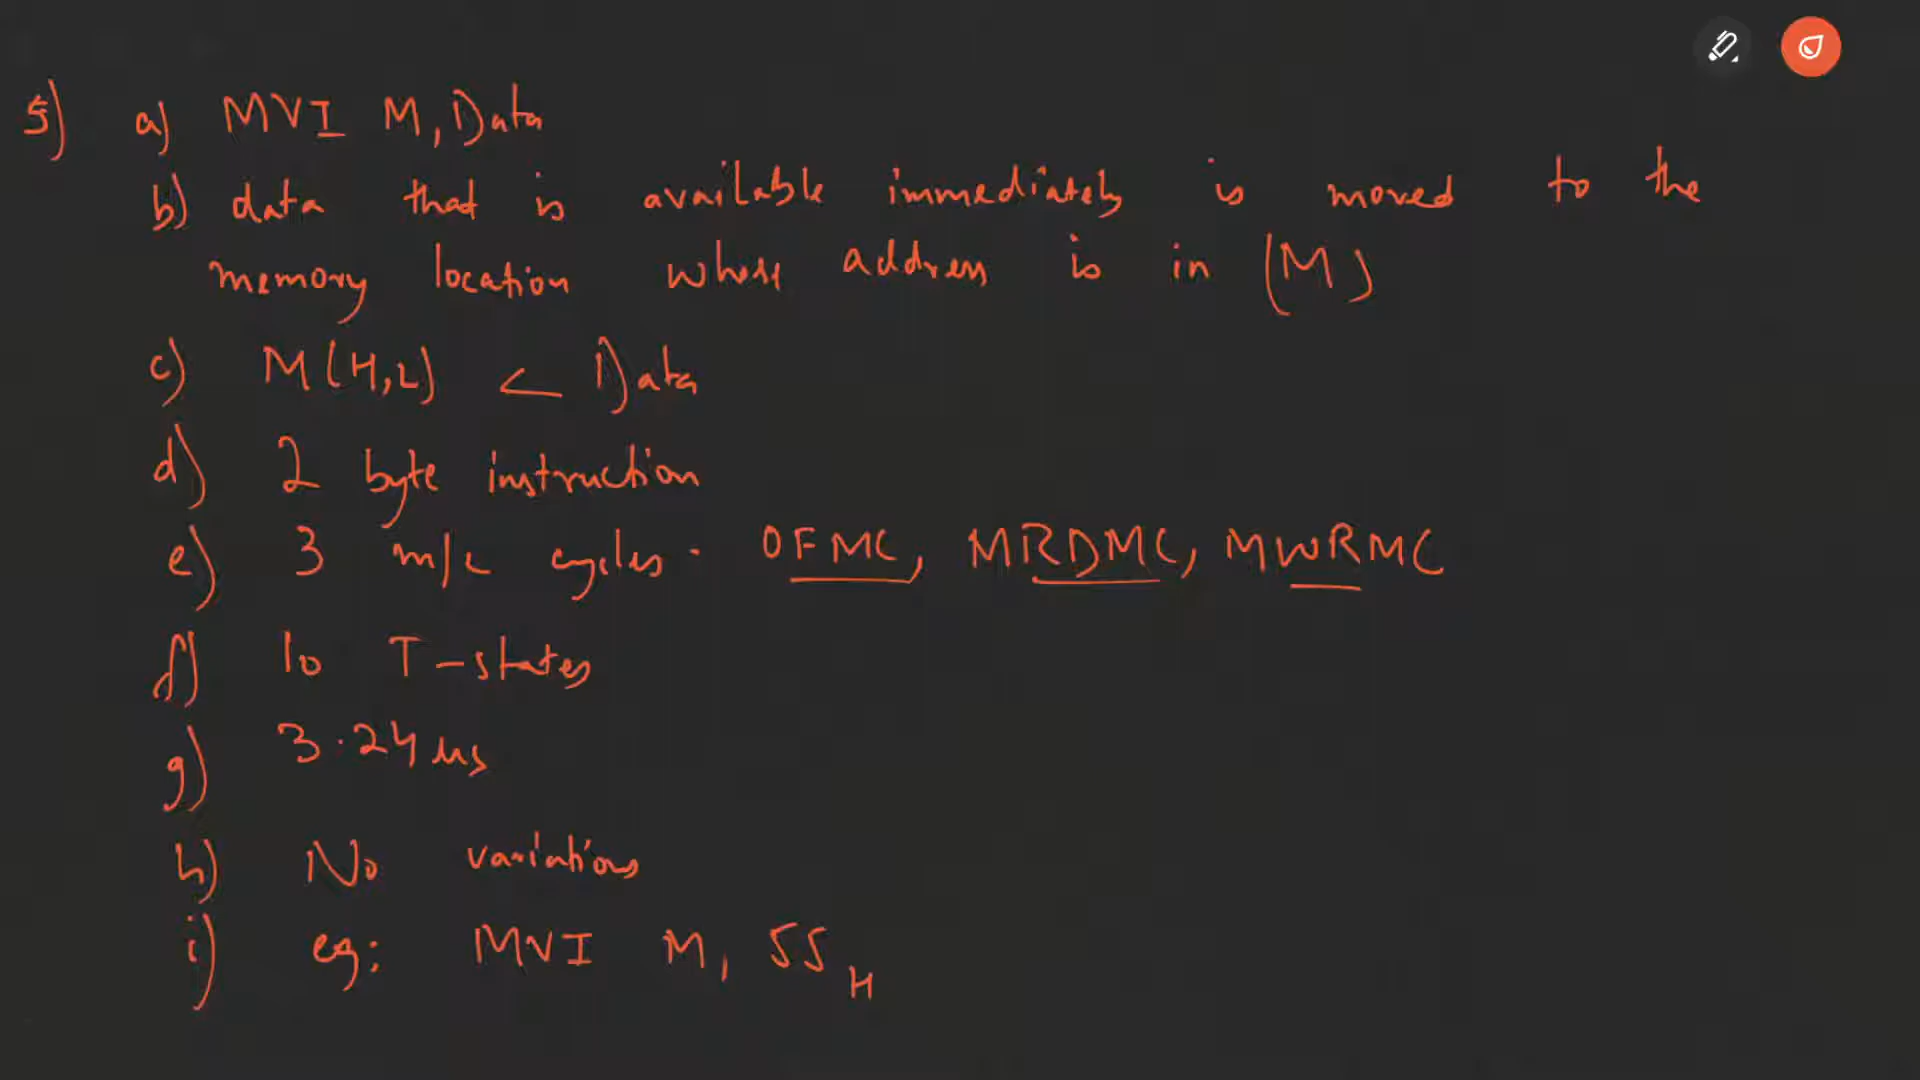 5) a) MVI M, Data
b) data that is available immediately is moved to the
memory location whose address is in (M)
c) M(H,L) < Data
d) 2 byte instruction
e) 3 m/c cycles. OFMC, MRDMC, MWRMC
f) 10 T-states
g) 3.24 μs
h) No variations
i) eg: MVI M, 55H